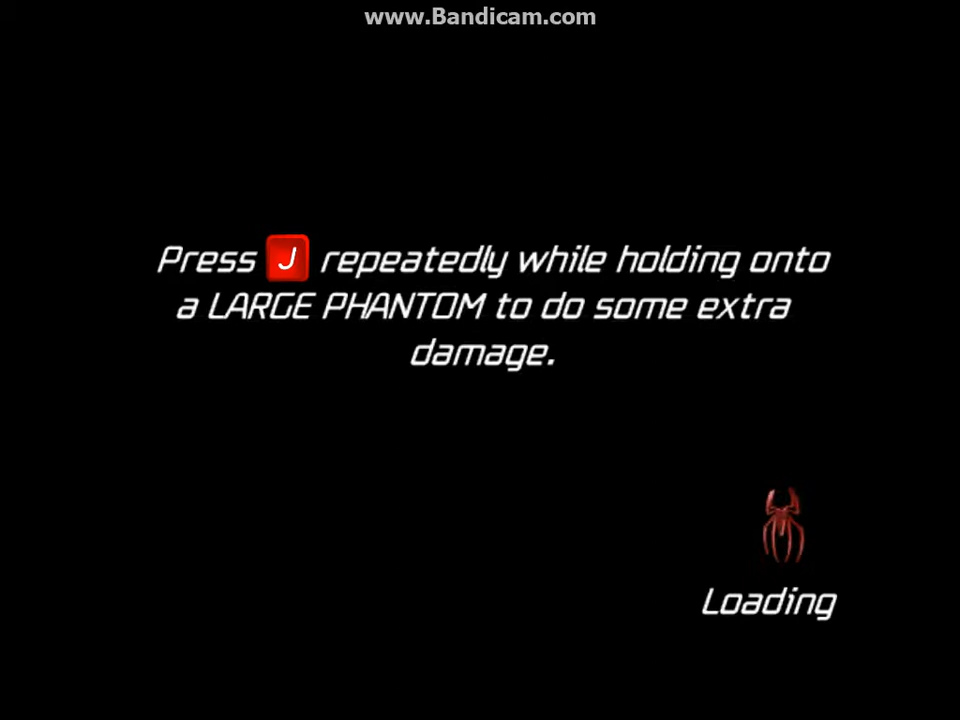 www.Bandicam.com
Press J repeatedly while holding onto
a LARGE PHANTOM to do some extra
damage.
Loading